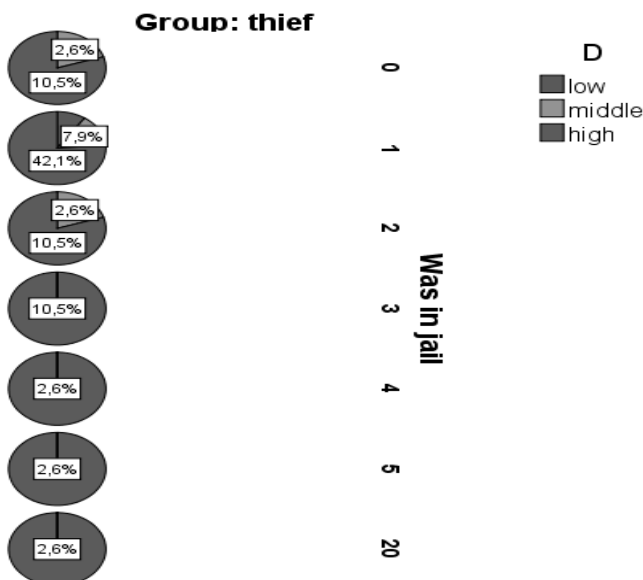 Group: thief
2,6%
10,5%
0
7,9%
42,1%
1
2,6%
10,5%
2
10,5%
3
2,6%
4
2,6%
5
2,6%
20
Was in jail
D
low
middle
high